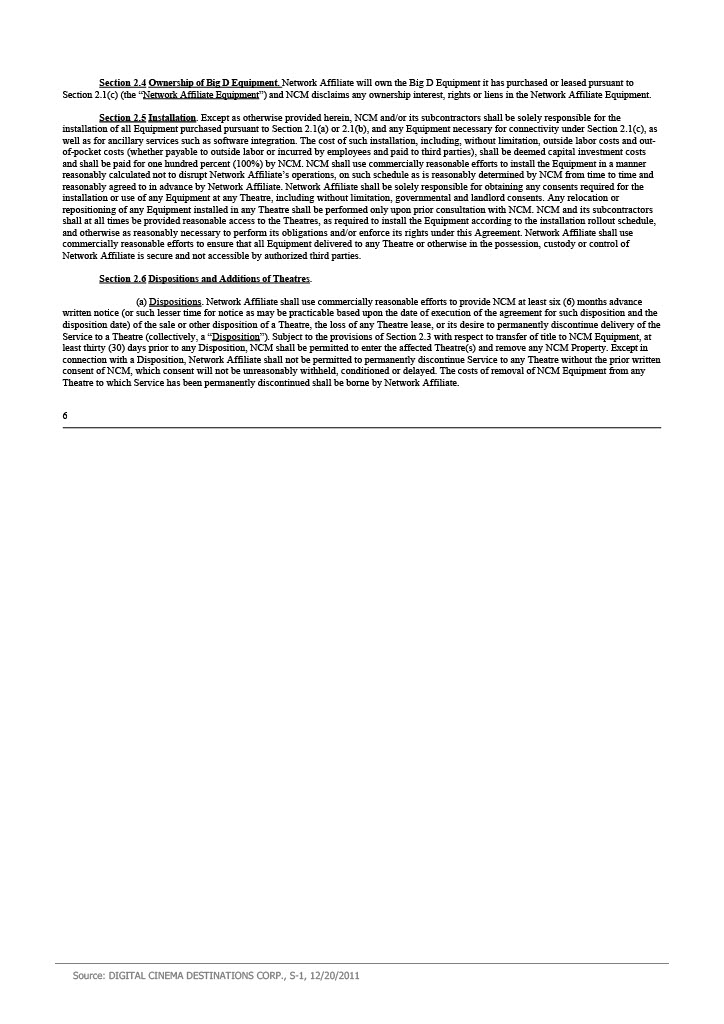 Section 2.4 Ownership of Big D Equipment. Network Affiliate will own the Big D Equipment it has purchased or leased pursuant to
Section 2.1(c) (the “Network Affiliate Equipment”) and NCM disclaims any ownership interest, rights or liens in the Network Affiliate Equipment.
Section 2.5 Installation. Except as otherwise provided herein, NCM and/or its subcontractors shall be solely responsible for the
installation of all Equipment purchased pursuant to Section 2.1(a) or 2.1(b), and any Equipment necessary for connectivity under Section 2.1(c), as
well as for ancillary services such as software integration. The cost of such installation, including, without limitation, outside labor costs and out-
of-pocket costs (whether payable to outside labor or incurred by employees and paid to third parties), shall be deemed capital investment costs
and shall be paid for one hundred percent (100%) by NCM. NCM shall use commercially reasonable efforts to install the Equipment in a manner
reasonably calculated not to disrupt Network Affiliate’s operations, on such schedule as is reasonably determined by NCM from time to time and
reasonably agreed to in advance by Network Affiliate. Network Affiliate shall be solely responsible for obtaining any consents required for the
installation or use of any Equipment at any Theatre, including without limitation, governmental and landlord consents. Any relocation or
repositioning of any Equipment installed in any Theatre shall be performed only upon prior consultation with NCM. NCM and its subcontractors
shall at all times be provided reasonable access to the Theatres, as required to install the Equipment according to the installation rollout schedule,
and otherwise as reasonably necessary to perform its obligations and/or enforce its rights under this Agreement. Network Affiliate shall use
commercially reasonable efforts to ensure that all Equipment delivered to any Theatre or otherwise in the possession, custody or control of
Network Affiliate is secure and not accessible by authorized third parties.
Section 2.6 Dispositions and Additions of Theatres.
(a) Dispositions. Network Affiliate shall use commercially reasonable efforts to provide NCM at least six (6) months advance
written notice (or such lesser time for notice as may be practicable based upon the date of execution of the agreement for such disposition and the
disposition date) of the sale or other disposition of a Theatre, the loss of any Theatre lease, or its desire to permanently discontinue delivery of the
Service to a Theatre (collectively, a “Disposition”). Subject to the provisions of Section 2.3 with respect to transfer of title to NCM Equipment, at
least thirty (30) days prior to any Disposition, NCM shall be permitted to enter the affected Theatre(s) and remove any NCM Property. Except in
connection with a Disposition, Network Affiliate shall not be permitted to permanently discontinue Service to any Theatre without the prior written
consent of NCM, which consent will not be unreasonably withheld, conditioned or delayed. The costs of removal of NCM Equipment from any
Theatre to which Service has been permanently discontinued shall be borne by Network Affiliate.
6
Source: DIGITAL CINEMA DESTINATIONS CORP., S-1, 12/20/2011